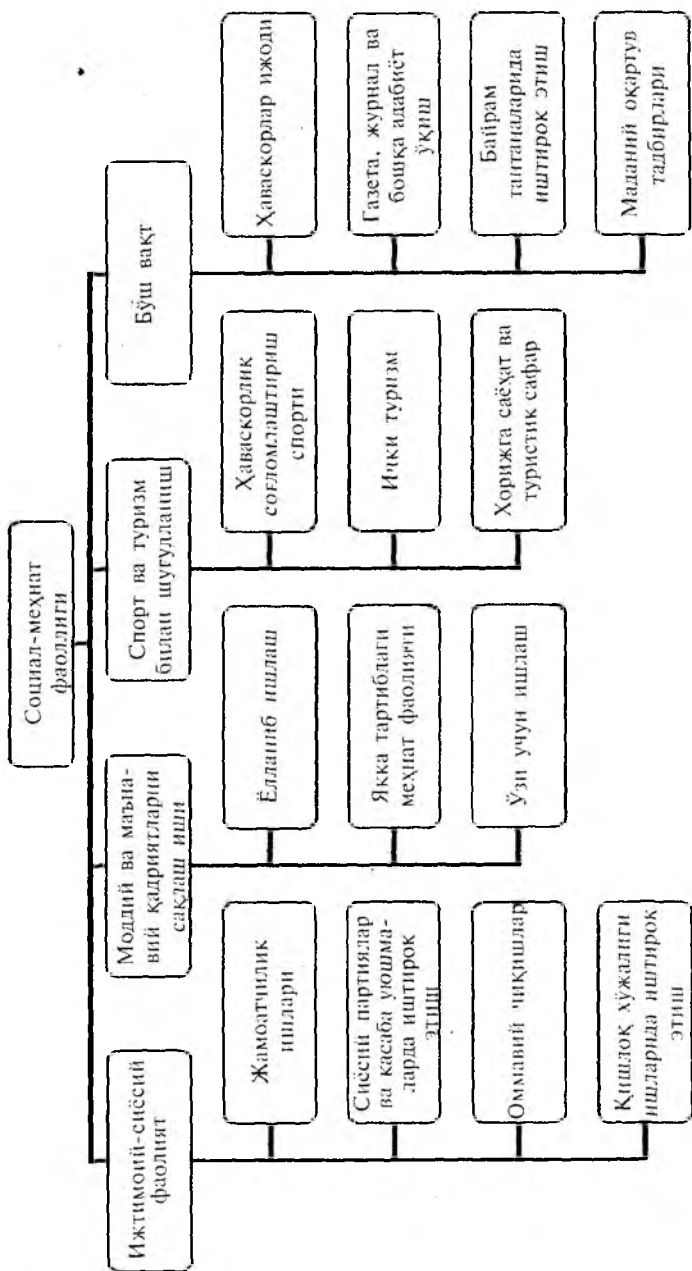 Социал-меҳнат
фаоллиги
Ижтимоий-сиёсий
фаолият
Жамоатчилик
ишлари
Сиёсий партиялар
ва касаба уюшма-
ларда иштирок
этиш
Оммавий чиқишлар
Қишлоқ хўжалиги
ишларида иштирок
этиш
Моддий ва маъна-
вий қадриятларни
сақлаш иши
Ёлланиб ишлаш
Якка тартиблаги
меҳнат фаолияти
Ўзи учун ишлаш
Спорт ва туризм
билан шуғулланиш
Ҳаваскорлик
соғломлаштириш
спорти
Ички туризм
Хорижга саёҳат ва
туристик сафар
Бўш вақт
Ҳаваскорлар ижоди
Газета, журнал ва
бошқа адабиёт
ўқиш
Байрам
тантаналарида
иштирок этиш
Маданий оқартув
тадбирлари